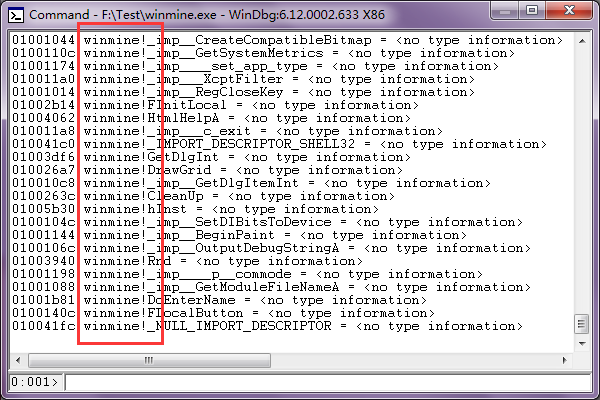 Command - F:\Test\winmine.exe - WinDbg:6.12.0002.633 X86
01001044 winmine!_imp__CreateCompatibleBitmap = <no type information>
0100110c winmine!_imp__GetSystemMetrics = <no type information>
01001174 winmine!_imp____set_app_type = <no type information>
010011a0 winmine!_imp___XcptFilter = <no type information>
01001014 winmine!_imp__RegCloseKey = <no type information>
01002b14 winmine!FInitLocal = <no type information>
01004062 winmine!HtmlHelpA = <no type information>
010011a8 winmine!_imp___c_exit = <no type information>
010041c0 winmine!_IMPORT_DESCRIPTOR_SHELL32 = <no type information>
01003df6 winmine!GetDlgInt = <no type information>
010026a7 winmine!DrawGrid = <no type information>
010010c8 winmine!_imp__GetDlgItemInt = <no type information>
0100263c winmine!CleanUp = <no type information>
01005b30 winmine!hInst = <no type information>
01001044 winmine!_imp__SetDIBitsToDevice = <no type information>
010010f4 winmine!_imp__BeginPaint = <no type information>
0100106c winmine!_imp__OutputDebugStringA = <no type information>
01003940 winmine!Rnd = <no type information>
01001198 winmine!_imp____p__commode = <no type information>
01001088 winmine!_imp__GetModuleFileNameA = <no type information>
01001b81 winmine!DoEnterName = <no type information>
0100140c winmine!FLocalButton = <no type information>
010041fc winmine!_NULL_IMPORT_DESCRIPTOR = <no type information>
0:001>